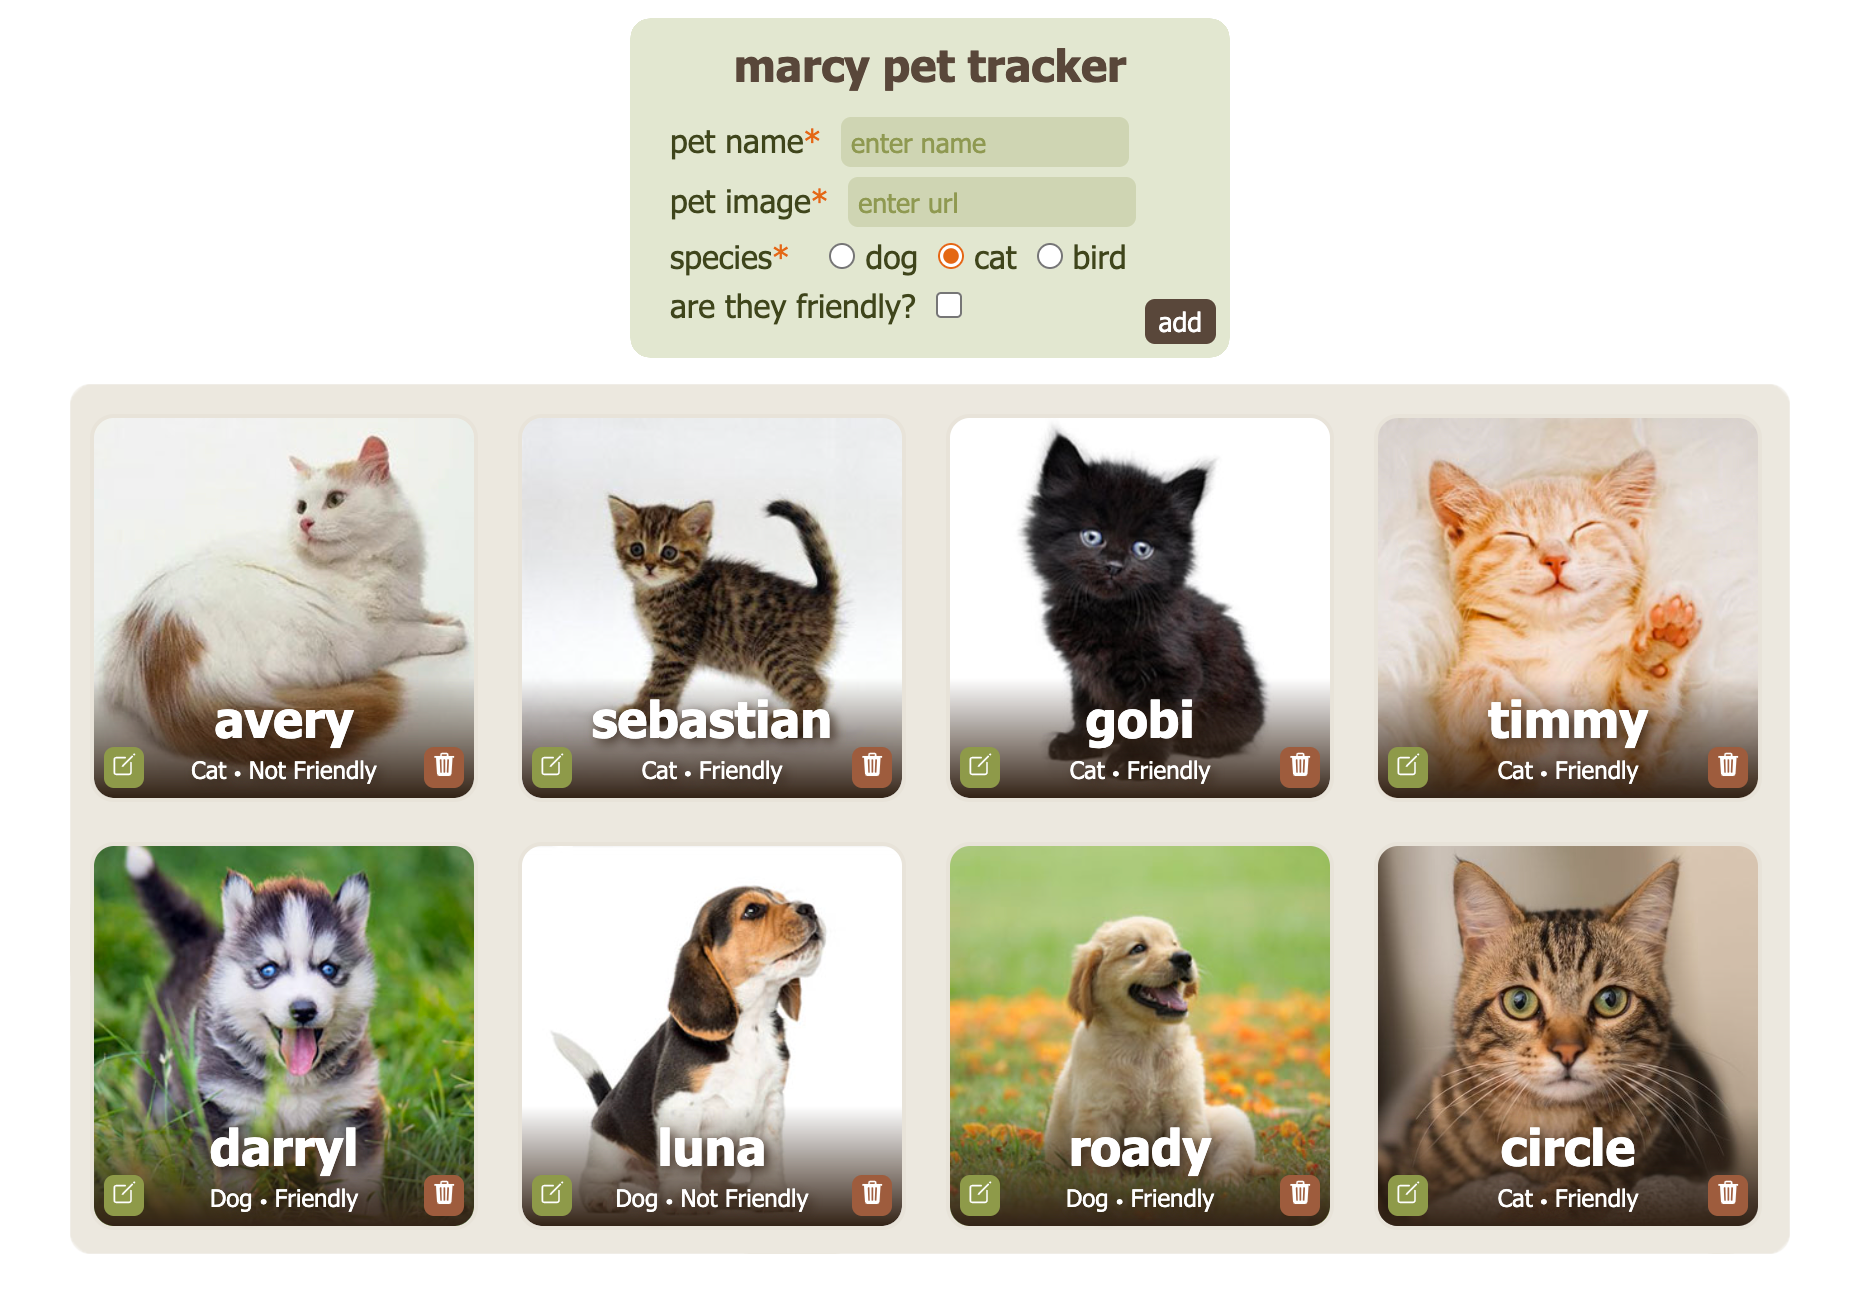 marcy pet tracker
pet name* enter name
pet image* enter url
species* dog cat bird
are they friendly?
add
avery
Cat • Not Friendly
sebastian
Cat • Friendly
gobi
Cat • Friendly
timmy
Cat • Friendly
darryl
Dog • Friendly
luna
Dog • Not Friendly
roady
Dog • Friendly
circle
Cat • Friendly